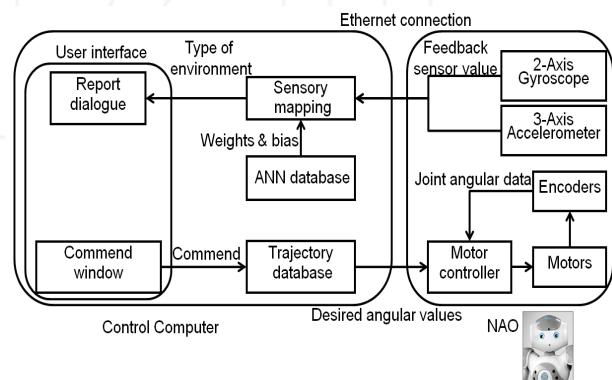 Ethernet connection
User interface
Type of
environment
Feedback
sensor value
2-Axis
Gyroscope
Report
dialogue
Sensory
mapping
3-Axis
Accelerometer
Weights & bias
ANN database
Joint angular data
Encoders
Commend
window
Commend
Trajectory
database
Motor
controller
Motors
Desired angular values
Control Computer
NAO